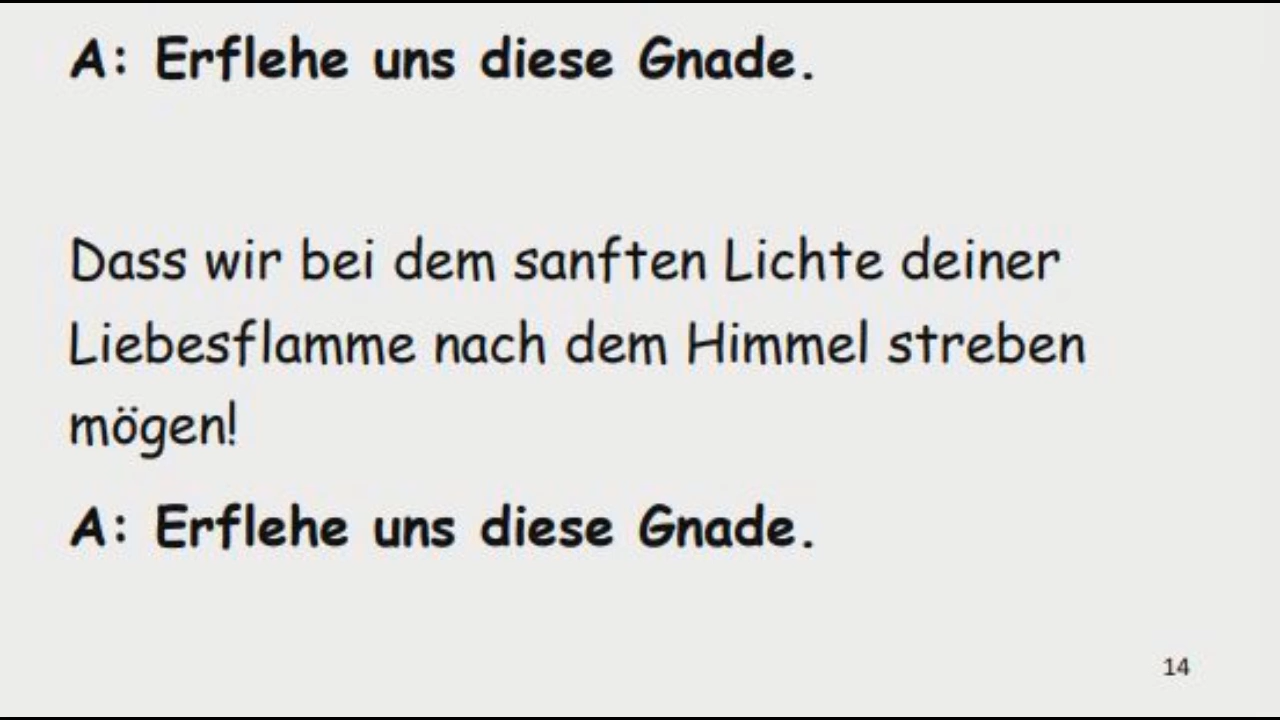 A: Erflehe uns diese Gnade.
Dass wir bei dem sanften Lichte deiner
Liebesflamme nach dem Himmel streben
mögen!
A: Erflehe uns diese Gnade.
14